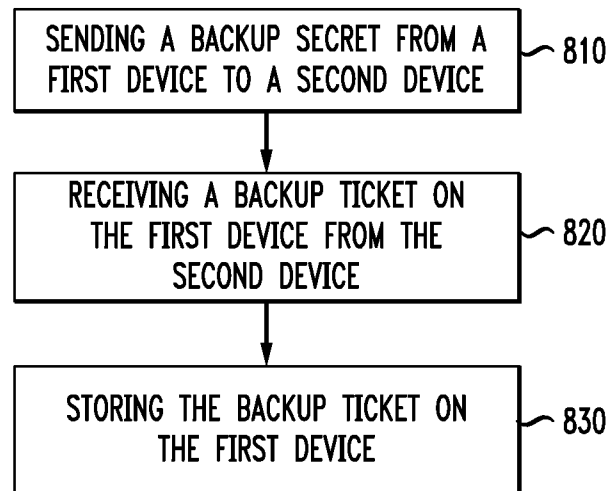 SENDING A BACKUP SECRET FROM A
FIRST DEVICE TO A SECOND DEVICE
810
RECEIVING A BACKUP TICKET ON
THE FIRST DEVICE FROM THE
SECOND DEVICE
820
STORING THE BACKUP TICKET ON
THE FIRST DEVICE
830